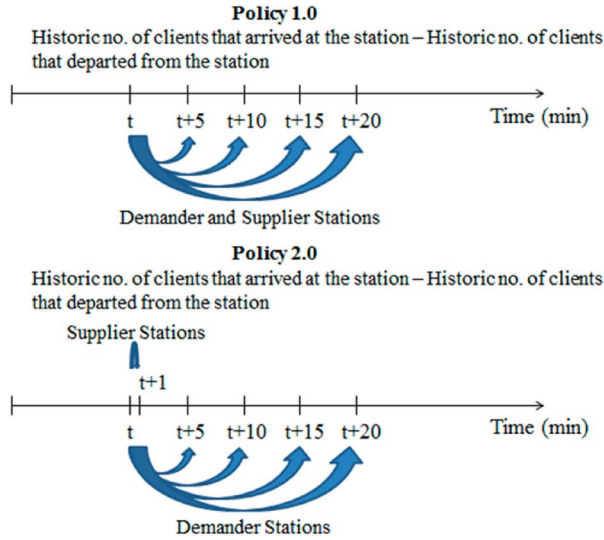 Policy 1.0
Historic no. of clients that arrived at the station – Historic no. of clients
that departed from the station
t t+5 t+10 t+15 t+20 Time (min)
Demander and Supplier Stations
Policy 2.0
Historic no. of clients that arrived at the station – Historic no. of clients
that departed from the station
Supplier Stations
t+1
t t+5 t+10 t+15 t+20 Time (min)
Demander Stations